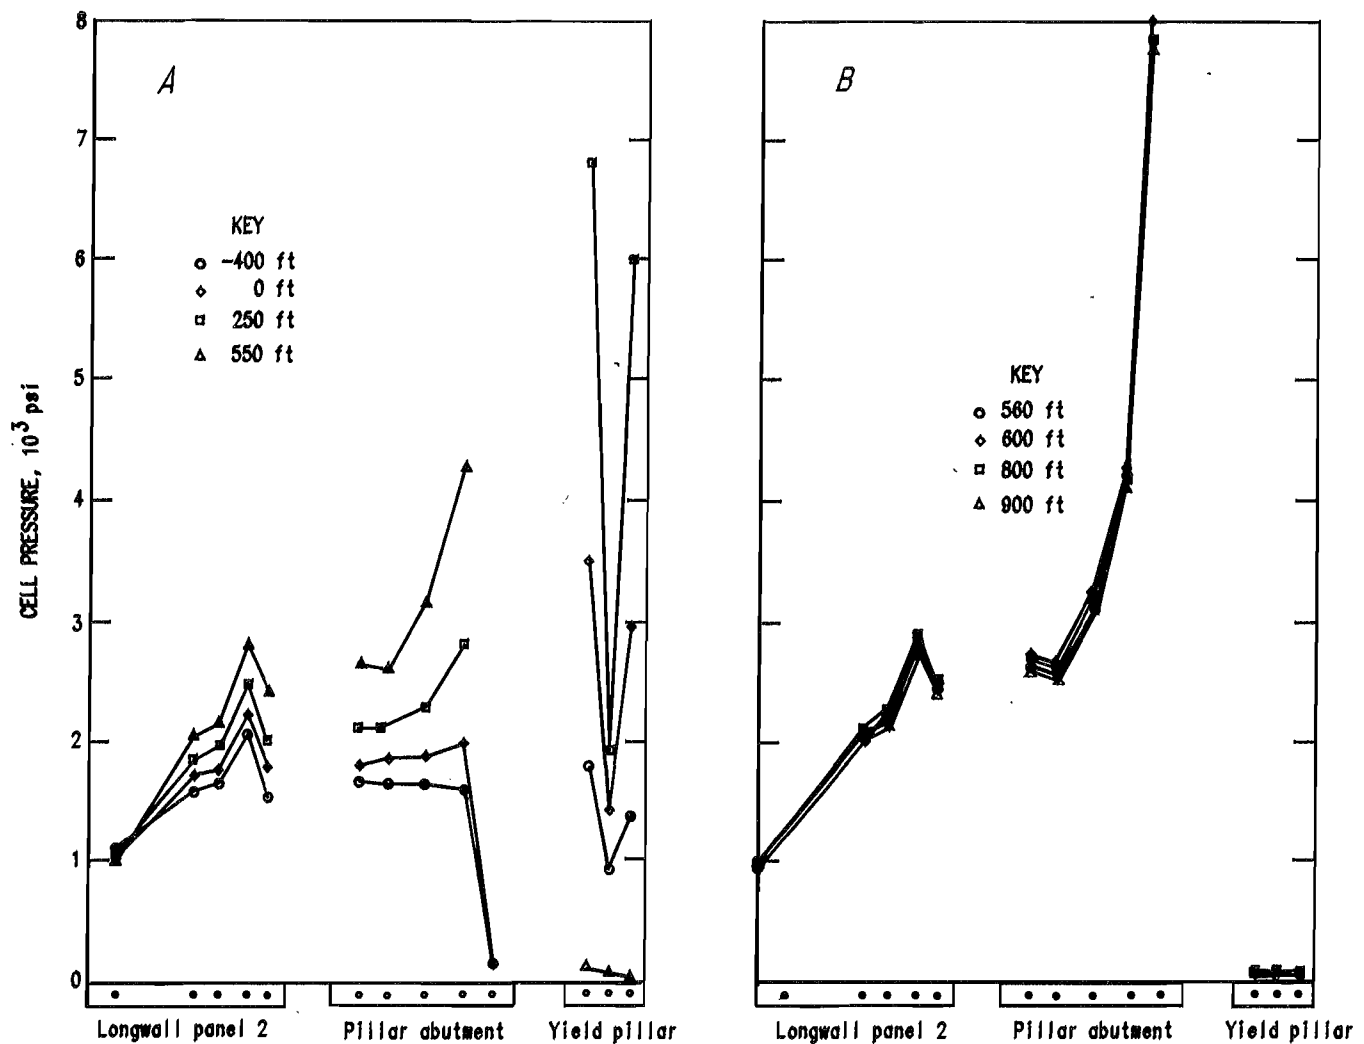 8
7
6
5
4
3
2
1
0
CELL PRESSURE, 10³ psi
A
KEY
-400 ft
0 ft
250 ft
550 ft
Longwall panel 2
Pillar abutment
Yield pillar
B
KEY
560 ft
600 ft
800 ft
900 ft
Longwall panel 2
Pillar abutment
Yield pillar